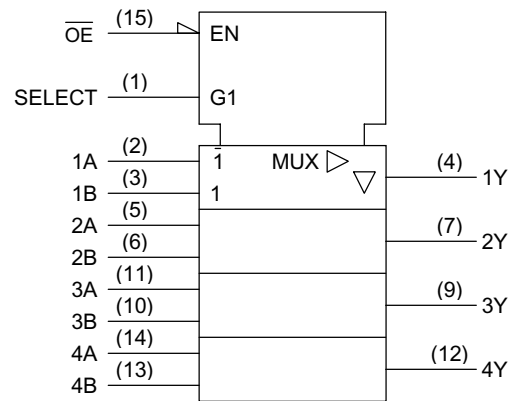 OE (15) EN
SELECT (1) G1
1A (2) 1̅ MUX (4) 1Y
1B (3) 1
2A (5) (7) 2Y
2B (6)
3A (11) (9) 3Y
3B (10)
4A (14) (12) 4Y
4B (13)